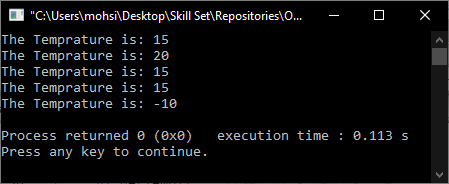 "C:\Users\mohsi\Desktop\Skill Set\Repositories\O...
The Temprature is: 15
The Temprature is: 20
The Temprature is: 15
The Temprature is: 15
The Temprature is: -10
Process returned 0 (0x0)   execution time : 0.113 s
Press any key to continue.